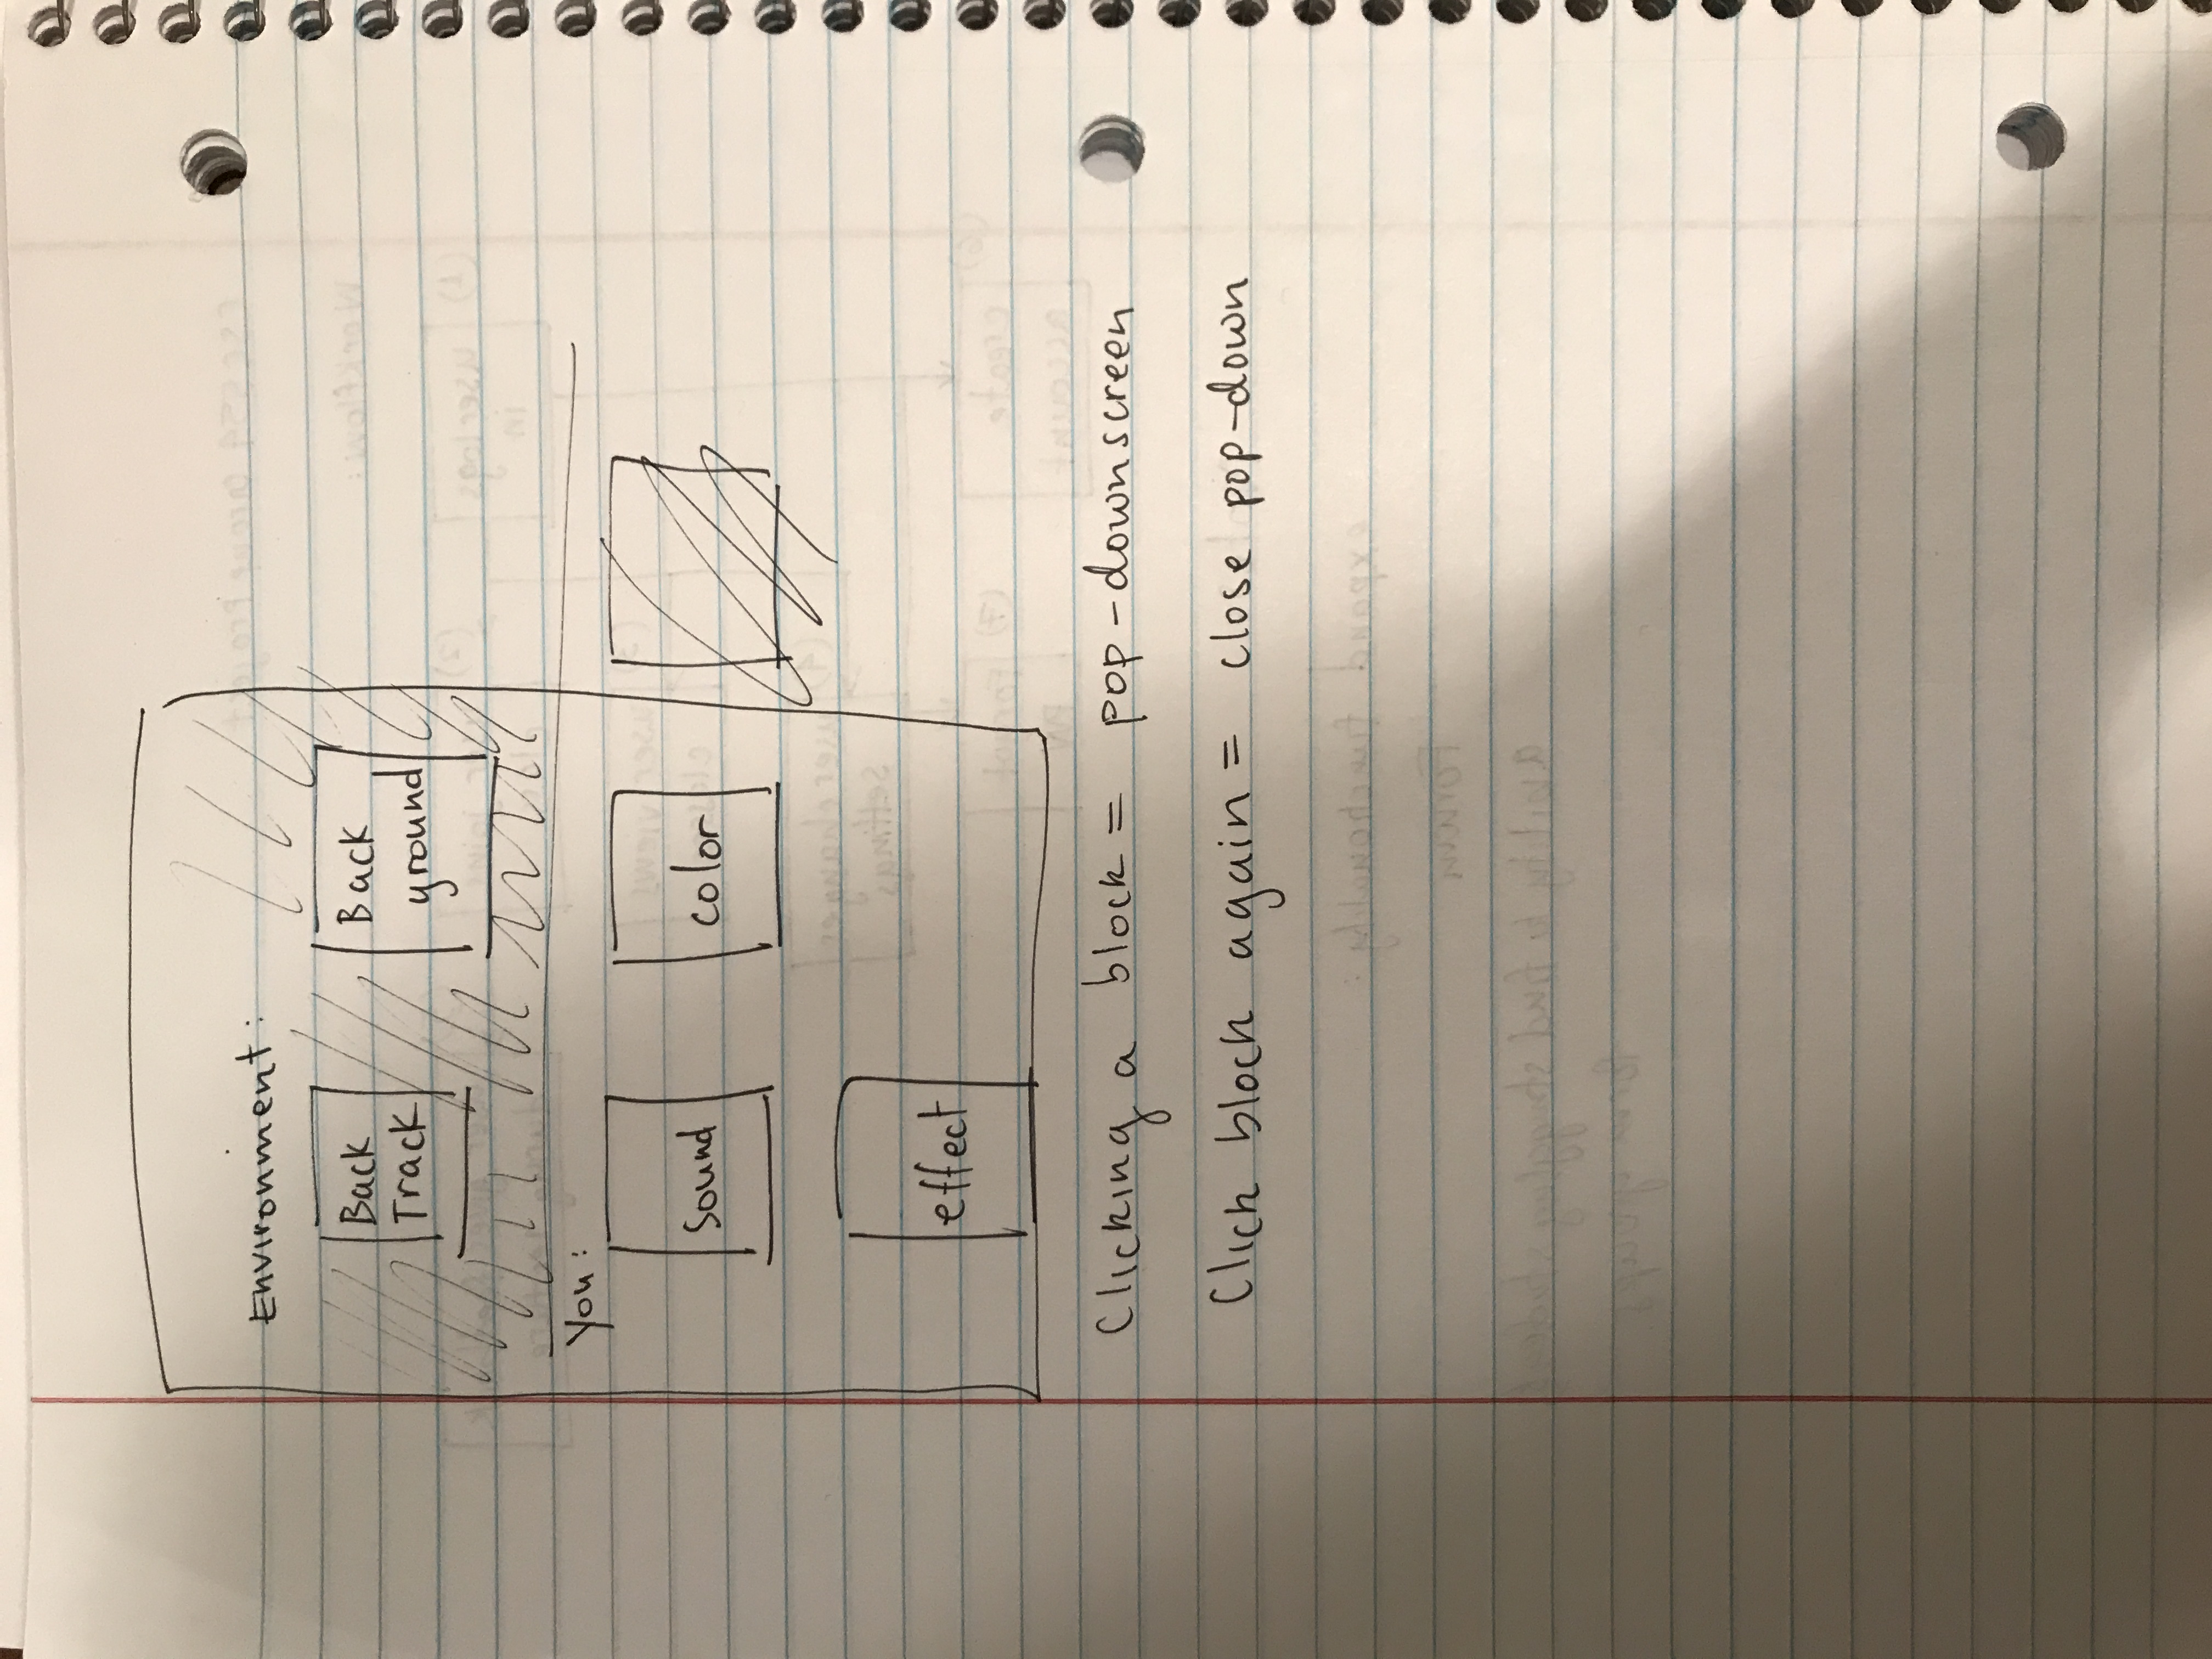 Environment:
Back
Track
Back
ground
You:
sound
color
effect
Clicking a block = pop-down screen
Click block again = close pop-down